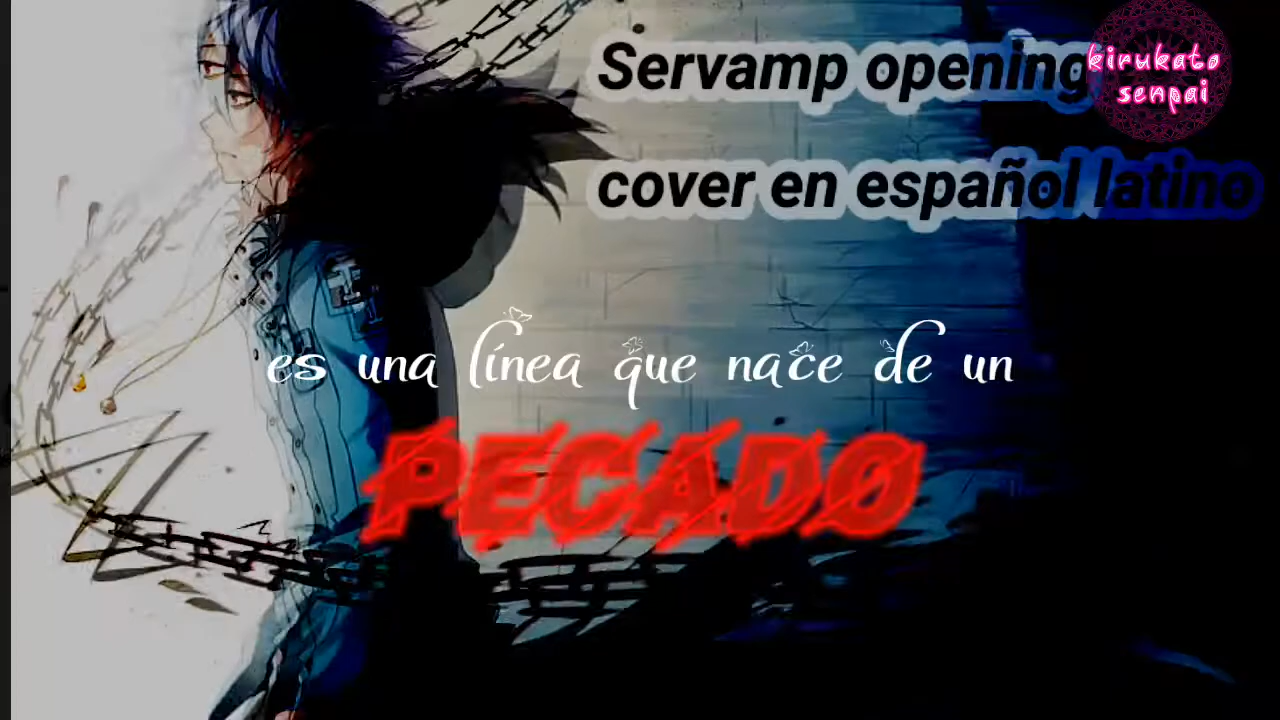 Servamp opening
kirukato
senpai
cover en español latino
es una línea que nace de un
PECADO